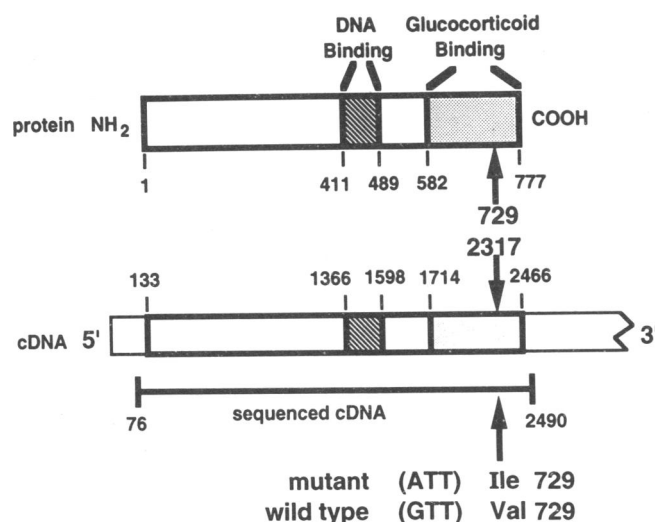 DNA Binding
Glucocorticoid Binding
protein NH2
COOH
1
411
489
582
777
729
2317
133
1366
1598
1714
2466
cDNA 5'
3'
sequenced cDNA
76
2490
mutant (ATT) Ile 729
wild type (GTT) Val 729